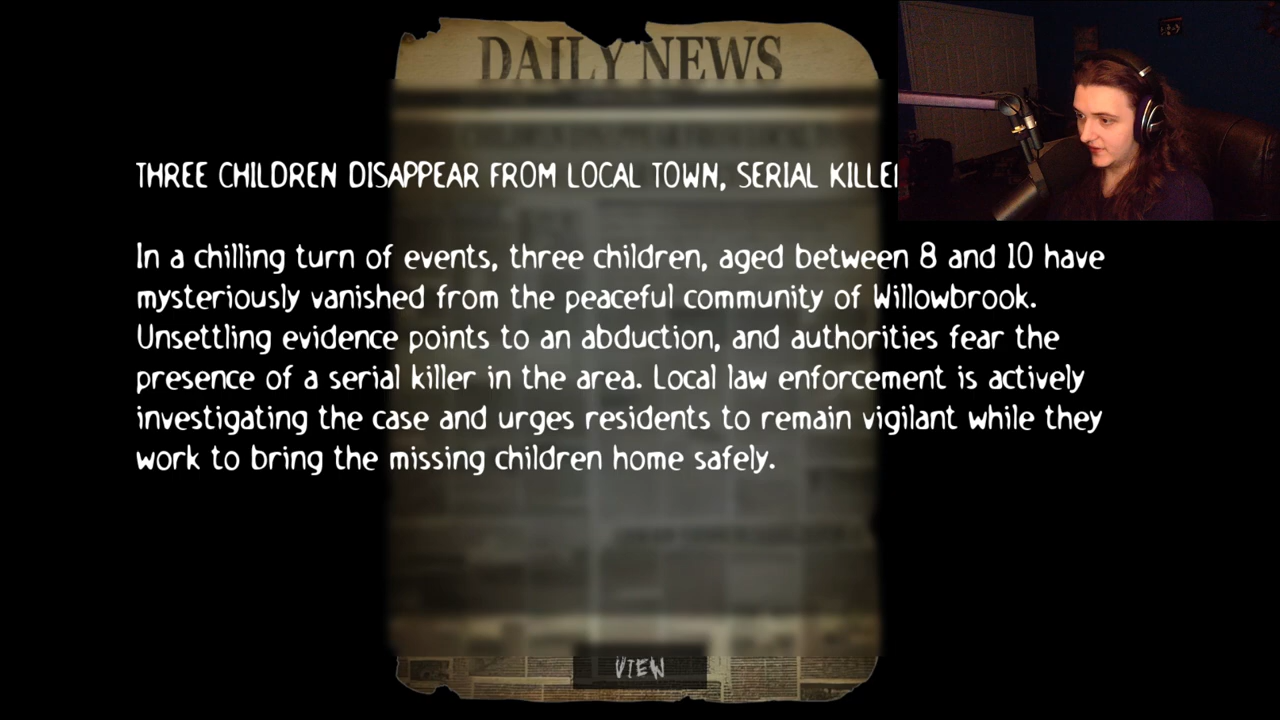 DAILY NEWS
THREE CHILDREN DISAPPEAR FROM LOCAL TOWN, SERIAL KILLER
In a chilling turn of events, three children, aged between 8 and 10 have
mysteriously vanished from the peaceful community of Willowbrook.
Unsettling evidence points to an abduction, and authorities fear the
presence of a serial killer in the area. Local law enforcement is actively
investigating the case and urges residents to remain vigilant while they
work to bring the missing children home safely.
VIEW